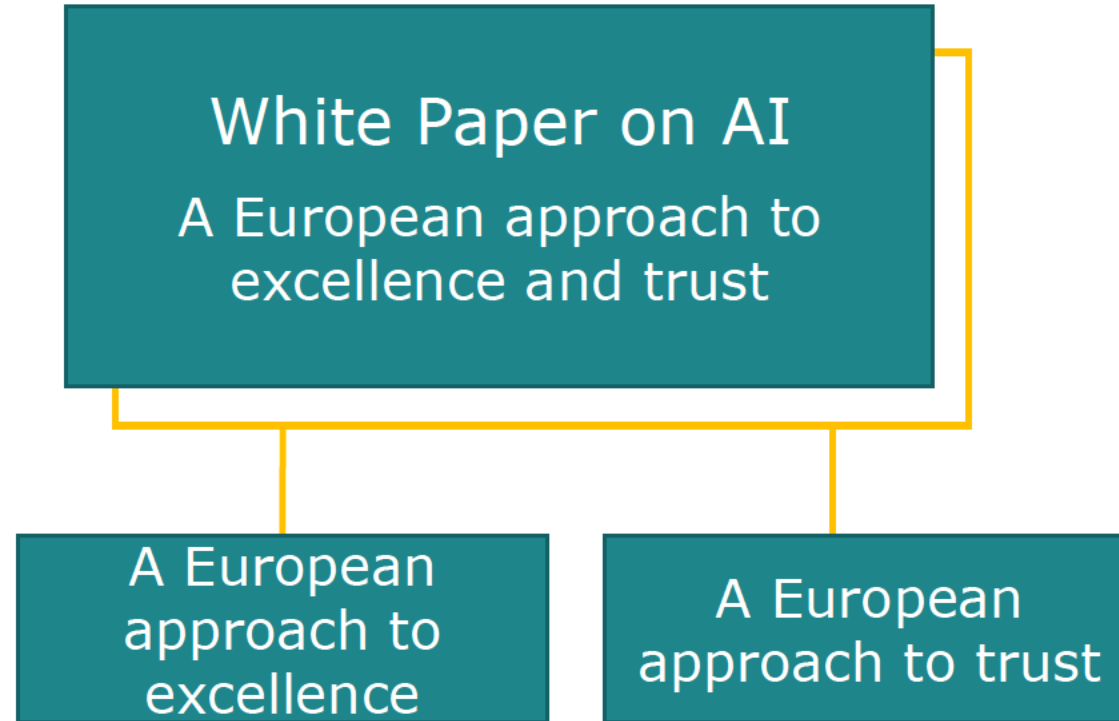 White Paper on AI
A European approach to
excellence and trust
A European
approach to
excellence
A European
approach to trust